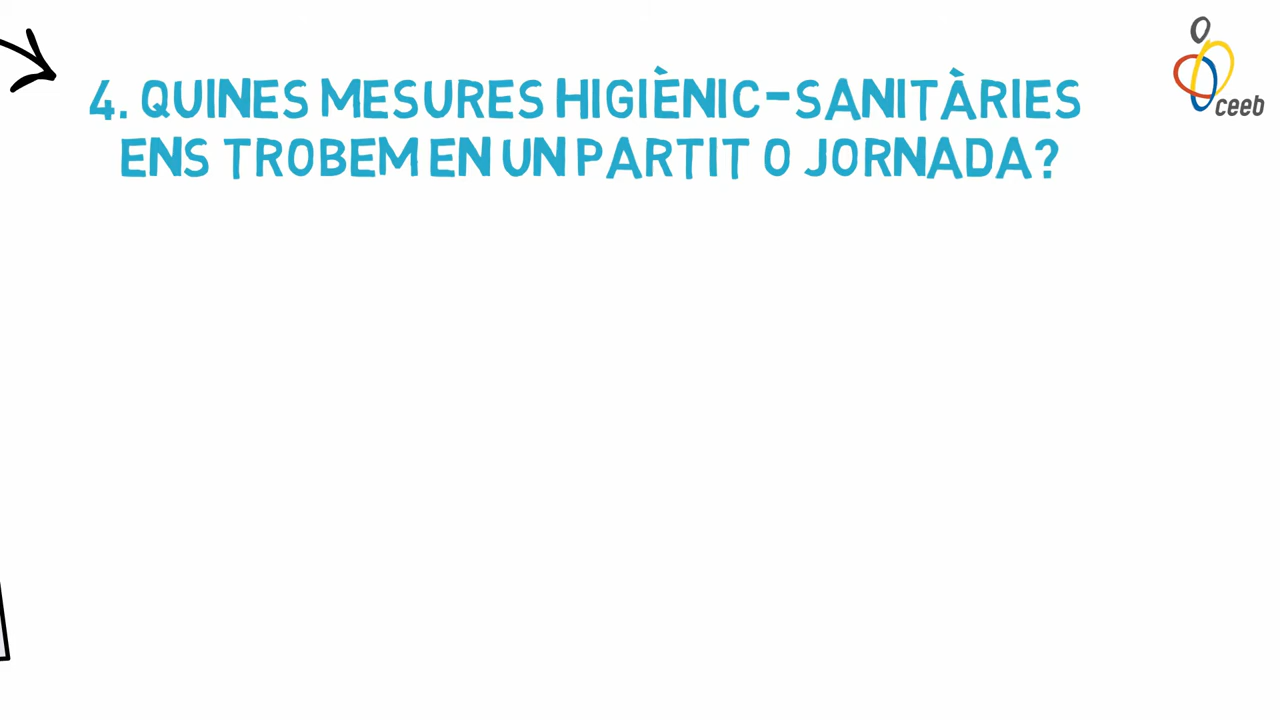 4. QUINES MESURES HIGIÈNIC-SANITÀRIES
ENS TROBEM EN UN PARTIT O JORNADA?
ceeb